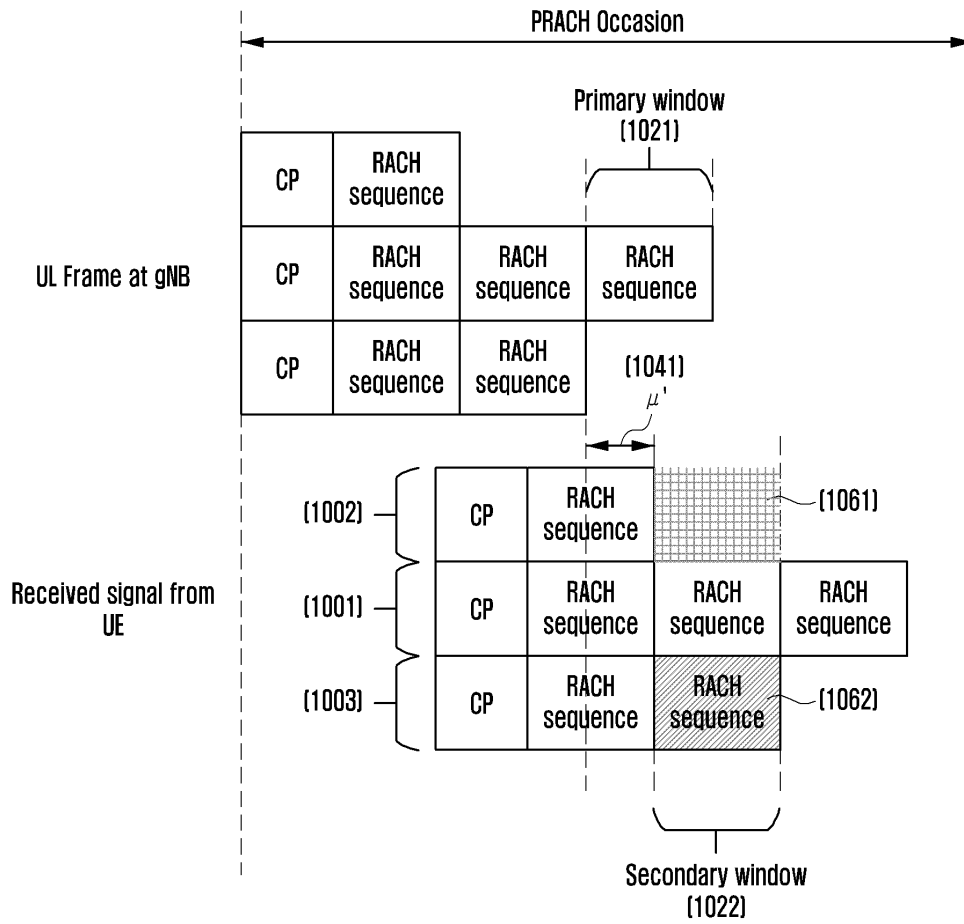 PRACH Occasion
Primary window
(1021)
CP
RACH
sequence
UL Frame at gNB
CP
RACH
sequence
RACH
sequence
RACH
sequence
CP
RACH
sequence
RACH
sequence
(1041)
μ'
(1002)
CP
RACH
sequence
(1061)
Received signal from
UE
(1001)
CP
RACH
sequence
RACH
sequence
RACH
sequence
(1003)
CP
RACH
sequence
RACH
sequence
(1062)
Secondary window
(1022)